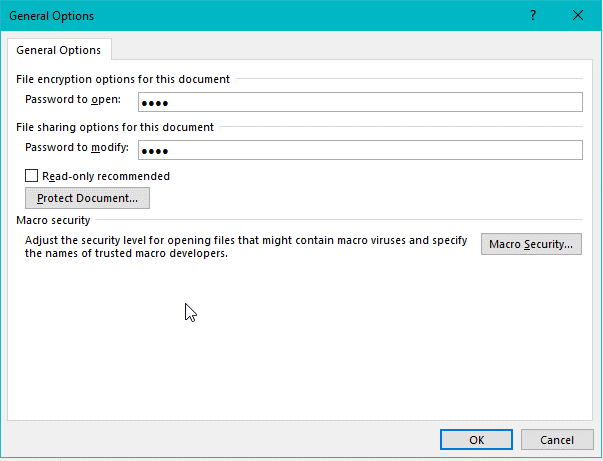 General Options
?
General Options
File encryption options for this document
Password to open: ●●●●
File sharing options for this document
Password to modify: ●●●●
Read-only recommended
Protect Document...
Macro security
Adjust the security level for opening files that might contain macro viruses and specify
the names of trusted macro developers.
Macro Security...
OK
Cancel